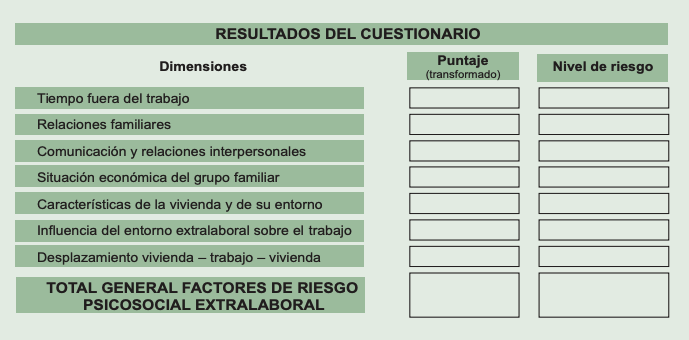 RESULTADOS DEL CUESTIONARIO
Dimensiones
Puntaje
(transformado)
Nivel de riesgo
Tiempo fuera del trabajo
Relaciones familiares
Comunicación y relaciones interpersonales
Situación económica del grupo familiar
Características de la vivienda y de su entorno
Influencia del entorno extralaboral sobre el trabajo
Desplazamiento vivienda – trabajo – vivienda
TOTAL GENERAL FACTORES DE RIESGO
PSICOSOCIAL EXTRALABORAL